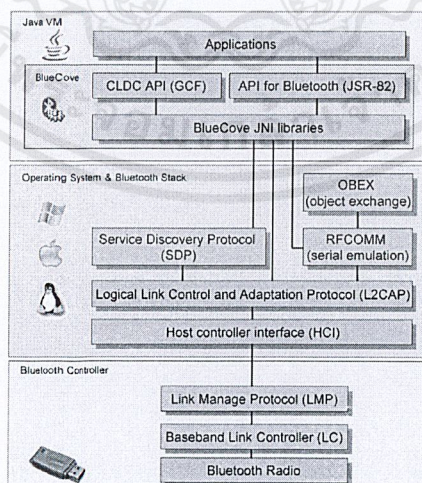 Java VM
Applications
BlueCove
CLDC API (GCF)
API for Bluetooth (JSR-82)
BlueCove JNI libraries
Operating System & Bluetooth Stack
OBEX
(object exchange)
Service Discovery Protocol
(SDP)
RFCOMM
(serial emulation)
Logical Link Control and Adaptation Protocol (L2CAP)
Host controller interface (HCI)
Bluetooth Controller
Link Manage Protocol (LMP)
Baseband Link Controller (LC)
Bluetooth Radio